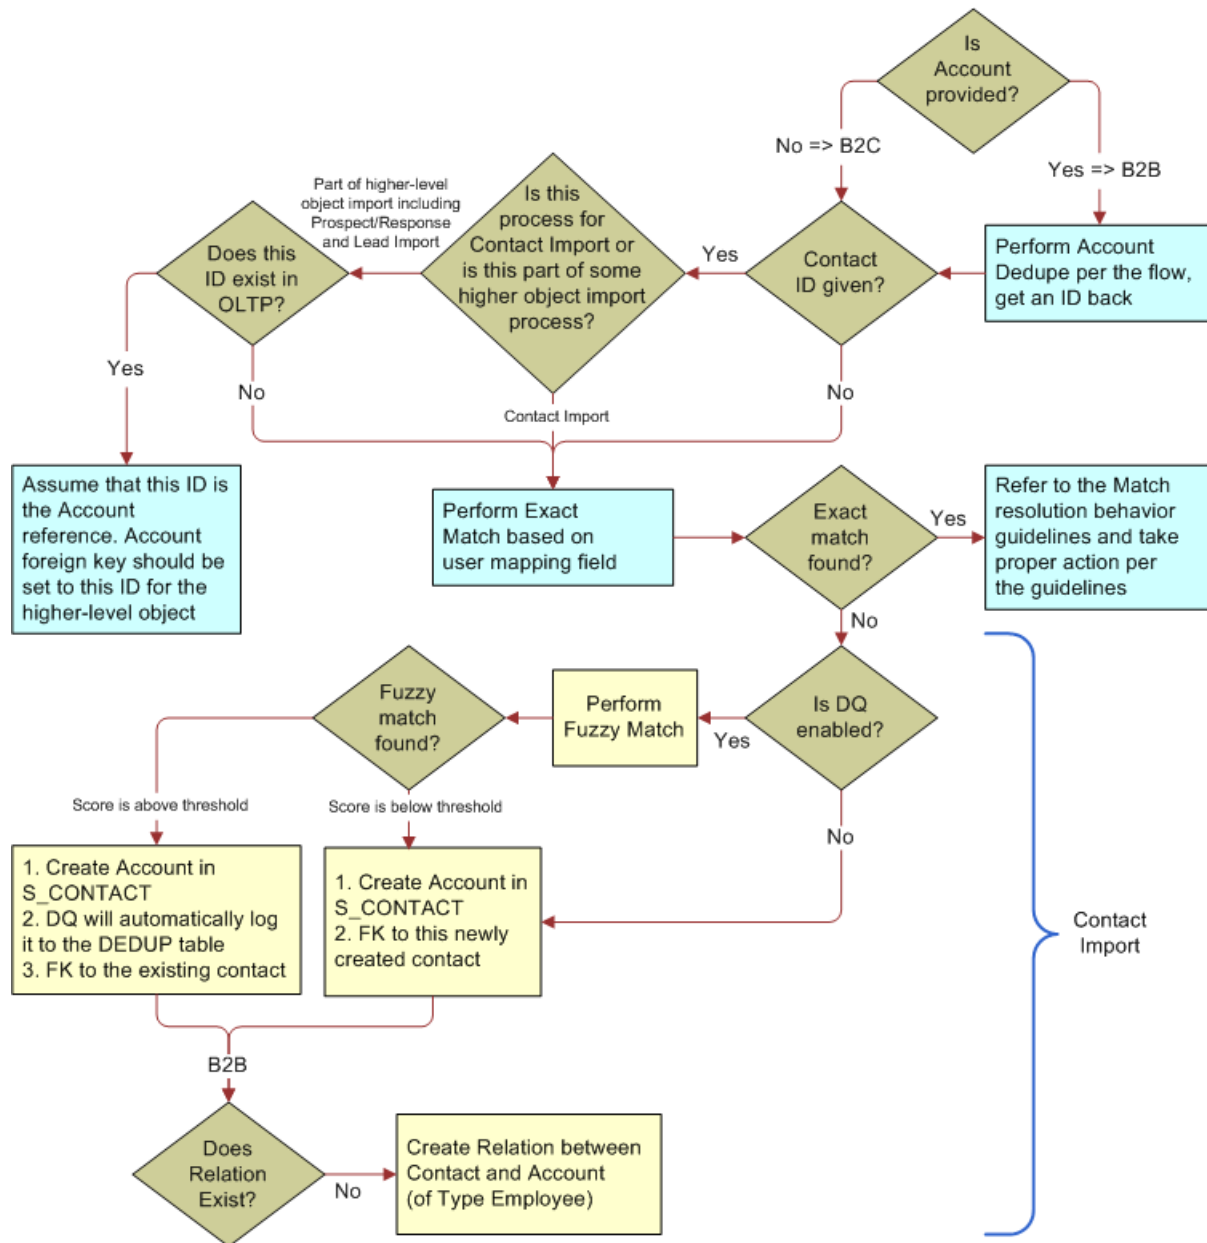 Is
Account
provided?
No => B2C
Yes => B2B
Part of higher-level
object import including
Prospect/Response
and Lead Import
Is this
process for
Contact Import or
is this part of some
higher object import
process?
Does this
ID exist in
OLTP?
Yes
Contact
ID given?
Perform Account
Dedupe per the flow,
get an ID back
Yes
No
Contact Import
No
Assume that this ID is
the Account
reference. Account
foreign key should be
set to this ID for the
higher-level object
Perform Exact
Match based on
user mapping field
Exact
match
found?
Yes
Refer to the Match
resolution behavior
guidelines and take
proper action per
the guidelines
No
Fuzzy
match
found?
Perform
Fuzzy Match
Yes
Is DQ
enabled?
Score is above threshold
Score is below threshold
No
1. Create Account in
S_CONTACT
2. DQ will automatically log
it to the DEDUP table
3. FK to the existing contact
1. Create Account in
S_CONTACT
2. FK to this newly
created contact
Contact
Import
B2B
Does
Relation
Exist?
No
Create Relation between
Contact and Account
(of Type Employee)